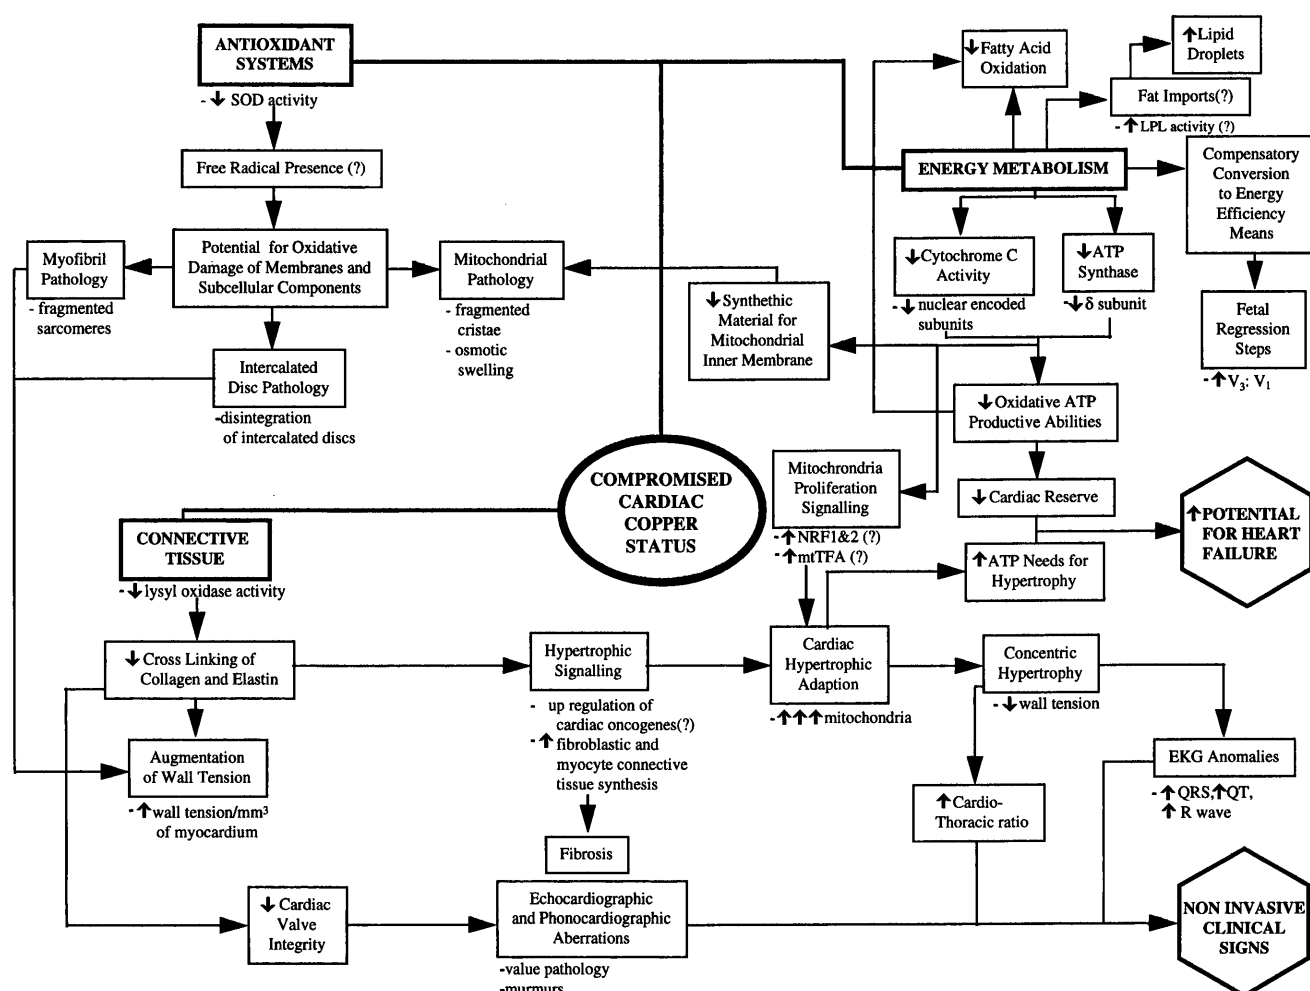 ANTIOXIDANT
SYSTEMS
- ↓ SOD activity
Free Radical Presence (?)
Potential for Oxidative
Damage of Membranes and
Subcellular Components
Myofibril
Pathology
- fragmented
sarcomeres
Mitochondrial
Pathology
- fragmented
cristae
- osmotic
swelling
Intercalated
Disc Pathology
-disintegration
of intercalated discs
↓ Fatty Acid
Oxidation
↑ Lipid
Droplets
Fat Imports(?)
- ↑ LPL activity (?)
ENERGY METABOLISM
Compensatory
Conversion
to Energy
Efficiency
Means
↓ Cytochrome C
Activity
- ↓ nuclear encoded
subunits
↓ ATP
Synthase
- ↓ δ subunit
Fetal
Regression
Steps
- ↑ V₃: V₁
↓ Synthethic
Material for
Mitochondrial
Inner Membrane
↓ Oxidative ATP
Productive Abilities
COMPROMISED
CARDIAC
COPPER
STATUS
Mitochrondria
Proliferation
Signalling
- ↑ NRF1&2 (?)
- ↑ mtTFA (?)
↓ Cardiac Reserve
↑ ATP Needs for
Hypertrophy
↑ POTENTIAL
FOR HEART
FAILURE
CONNECTIVE
TISSUE
- ↓ lysyl oxidase activity
↓ Cross Linking of
Collagen and Elastin
Hypertrophic
Signalling
- up regulation of
cardiac oncogenes(?)
- ↑ fibroblastic and
myocyte connective
tissue synthesis
Cardiac
Hypertrophic
Adaption
- ↑ ↑ ↑ mitochondria
Concentric
Hypertrophy
- ↓ wall tension
Augmentation
of Wall Tension
- ↑ wall tension/mm³
of myocardium
EKG Anomalies
- ↑ QRS, ↑ QT,
↑ R wave
↑ Cardio-
Thoracic ratio
Fibrosis
↓ Cardiac
Valve
Integrity
Echocardiographic
and Phonocardiographic
Aberrations
-value pathology
-murmurs
NON INVASIVE
CLINICAL
SIGNS